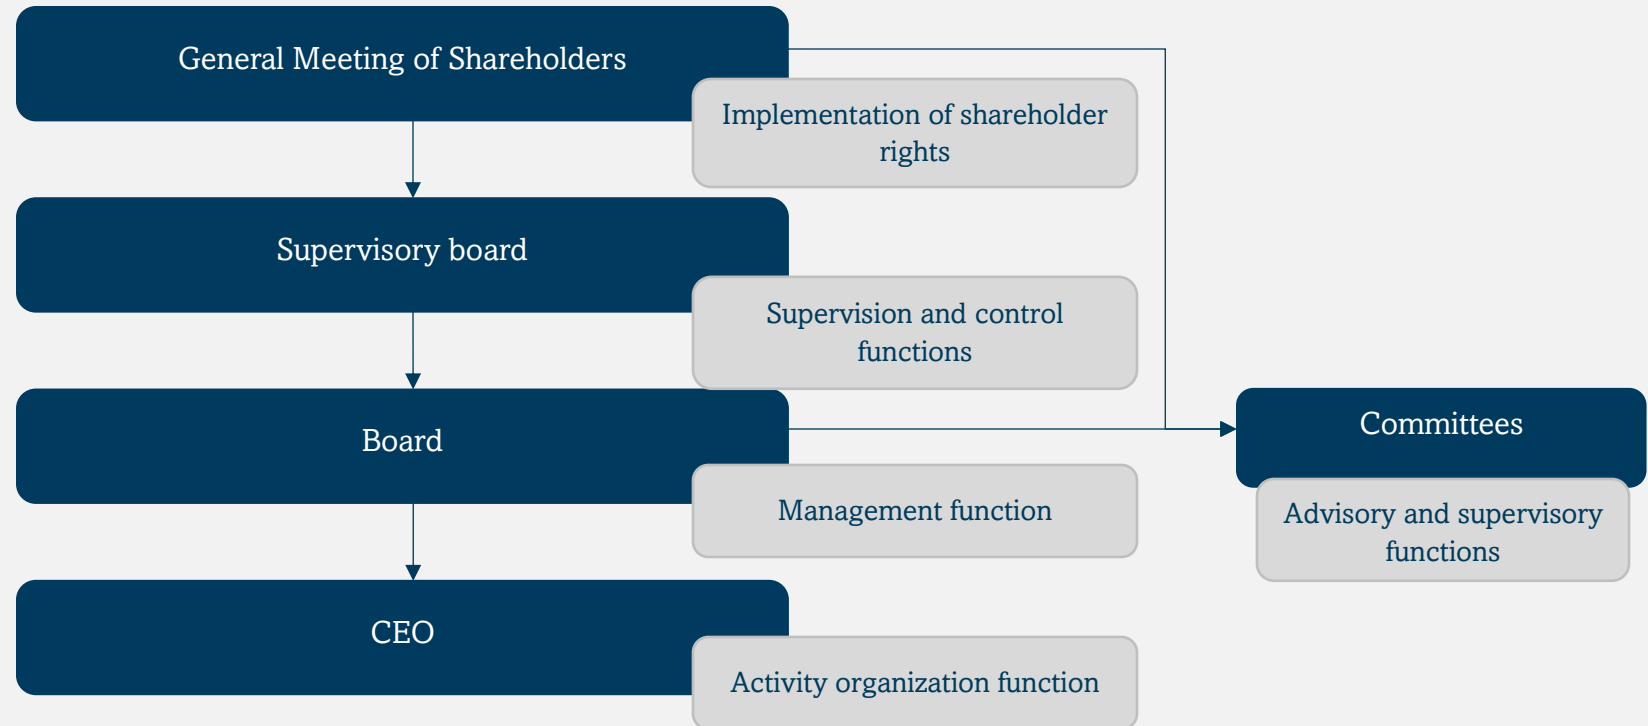 General Meeting of Shareholders
Implementation of shareholder
rights
Supervisory board
Supervision and control
functions
Board
Management function
CEO
Activity organization function
Committees
Advisory and supervisory
functions